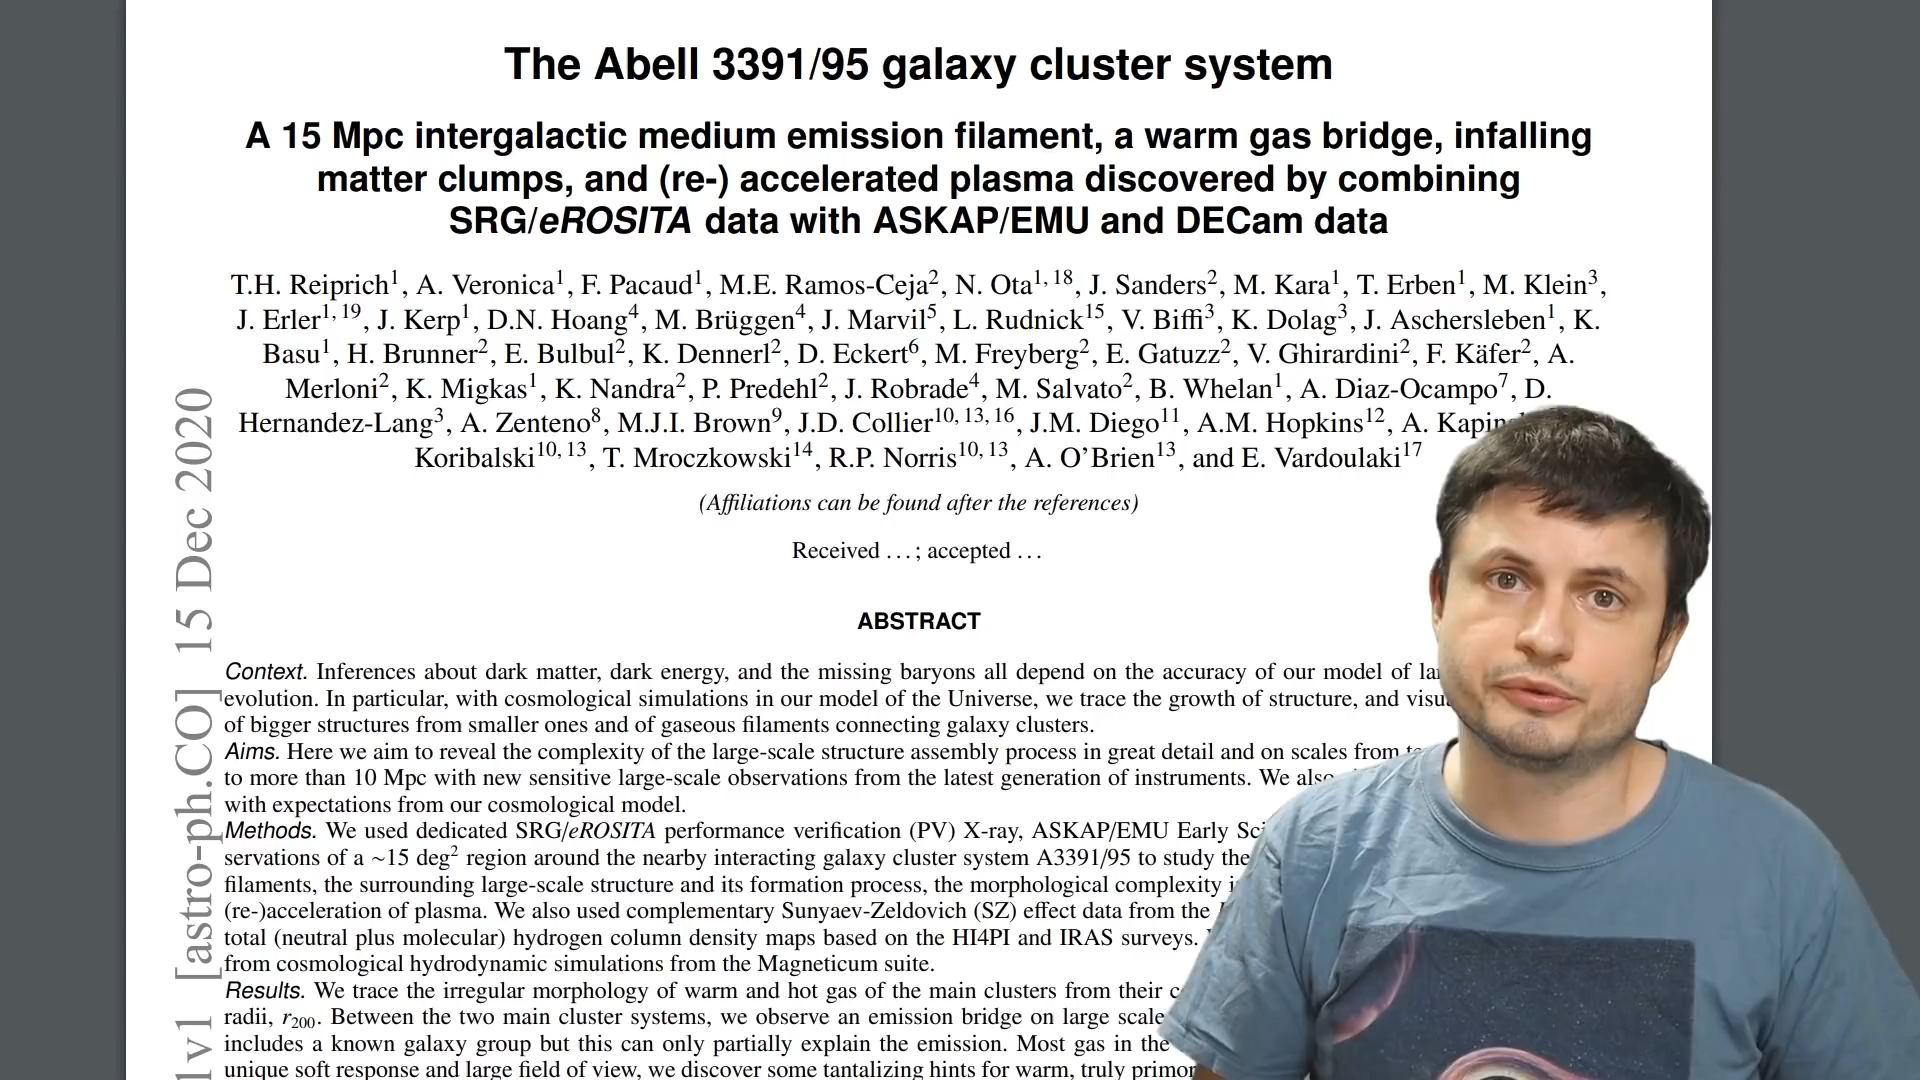 The Abell 3391/95 galaxy cluster system
A 15 Mpc intergalactic medium emission filament, a warm gas bridge, infalling
matter clumps, and (re-) accelerated plasma discovered by combining
SRG/eROSITA data with ASKAP/EMU and DECam data
T.H. Reiprich1, A. Veronica1, F. Pacaud1, M.E. Ramos-Ceja2, N. Ota1, 18, J. Sanders2, M. Kara1, T. Erben1, M. Klein3,
J. Erler1, 19, J. Kerp1, D.N. Hoang4, M. Brüggen4, J. Marvil5, L. Rudnick15, V. Biffi3, K. Dolag3, J. Aschersleben1, K.
Basu1, H. Brunner2, E. Bulbul2, K. Dennerl2, D. Eckert6, M. Freyberg2, E. Gatuzz2, V. Ghirardini2, F. Käfer2, A.
Merloni2, K. Migkas1, K. Nandra2, P. Predehl2, J. Robrade4, M. Salvato2, B. Whelan1, A. Diaz-Ocampo7, D.
Hernandez-Lang3, A. Zenteno8, M.J.I. Brown9, J.D. Collier10, 13, 16, J.M. Diego11, A.M. Hopkins12, A.
Koribalski10, 13, T. Mroczkowski14, R.P. Norris10, 13, A. O'Brien13, and E. Vardoulaki17
(Affiliations can be found after the references)
Received ...; accepted ...
ABSTRACT
Context. Inferences about dark matter, dark energy, and the missing baryons all depend on the accuracy of our model of
evolution. In particular, with cosmological simulations in our model of the Universe, we trace the growth of structure, and
of bigger structures from smaller ones and of gaseous filaments connecting galaxy clusters.
Aims. Here we aim to reveal the complexity of the large-scale structure assembly process in great detail and on scales from
to more than 10 Mpc with new sensitive large-scale observations from the latest generation of instruments. We also
with expectations from our cosmological model.
Methods. We used dedicated SRG/eROSITA performance verification (PV) X-ray, ASKAP/EMU Early
servations of a ~15 deg2 region around the nearby interacting galaxy cluster system A3391/95 to study the
filaments, the surrounding large-scale structure and its formation process, the morphological complexity
(re-)acceleration of plasma. We also used complementary Sunyaev-Zeldovich (SZ) effect data from the
total (neutral plus molecular) hydrogen column density maps based on the HI4PI and IRAS surveys.
from cosmological hydrodynamic simulations from the Magneticum suite.
Results. We trace the irregular morphology of warm and hot gas of the main clusters from their
radii, r200. Between the two main cluster systems, we observe an emission bridge on large scale
includes a known galaxy group but this can only partially explain the emission. Most gas in the
unique soft response and large field of view, we discover some tantalizing hints for warm, truly
v1 [astro-ph.CO] 15 Dec 2020